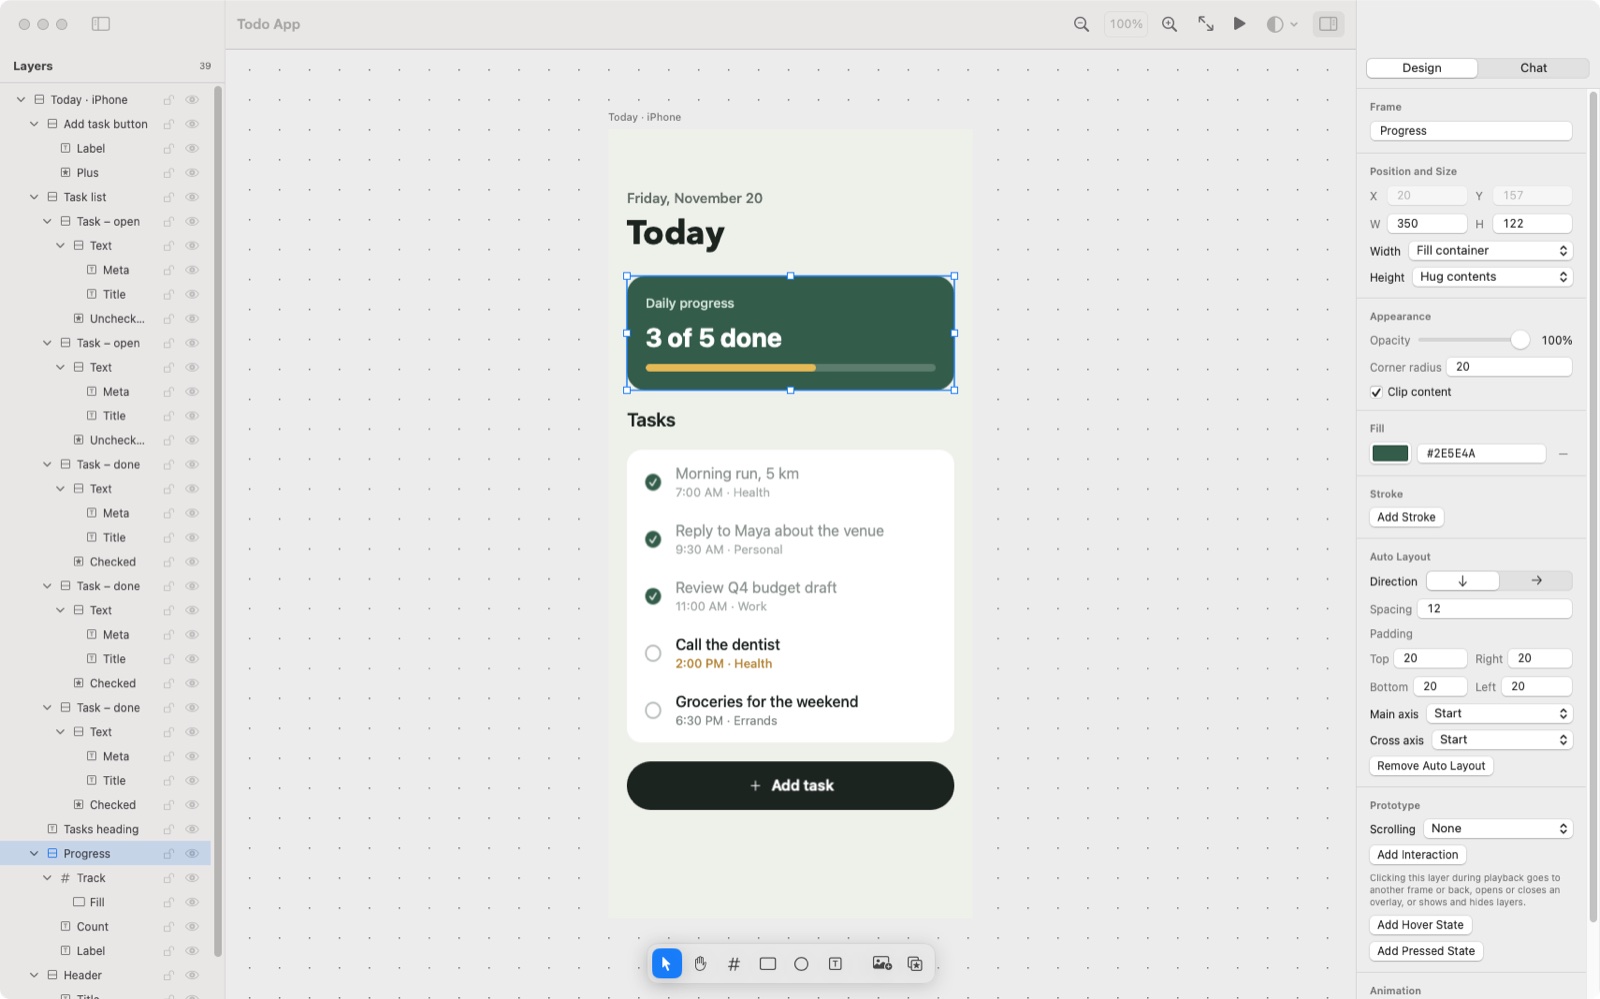 Todo App
100%
Layers
39
Today · iPhone
Add task button
Label
Plus
Task list
Task – open
Text
Meta
Title
Uncheck...
Task – open
Text
Meta
Title
Uncheck...
Task – done
Text
Meta
Title
Checked
Task – done
Text
Meta
Title
Checked
Task – done
Text
Meta
Title
Checked
Tasks heading
Progress
Track
Fill
Count
Label
Header
Title
Today · iPhone
Friday, November 20
Today
Daily progress
3 of 5 done
Tasks
Morning run, 5 km
7:00 AM · Health
Reply to Maya about the venue
9:30 AM · Personal
Review Q4 budget draft
11:00 AM · Work
Call the dentist
2:00 PM · Health
Groceries for the weekend
6:30 PM · Errands
+ Add task
Design Chat
Frame
Progress
Position and Size
X 20 Y 157
W 350 H 122
Width Fill container
Height Hug contents
Appearance
Opacity 100%
Corner radius 20
Clip content
Fill
#2E5E4A
Stroke
Add Stroke
Auto Layout
Direction ↓ →
Spacing 12
Padding
Top 20 Right 20
Bottom 20 Left 20
Main axis Start
Cross axis Start
Remove Auto Layout
Prototype
Scrolling None
Add Interaction
Clicking this layer during playback goes to
another frame or back, opens or closes an
overlay, or shows and hides layers.
Add Hover State
Add Pressed State
Animation